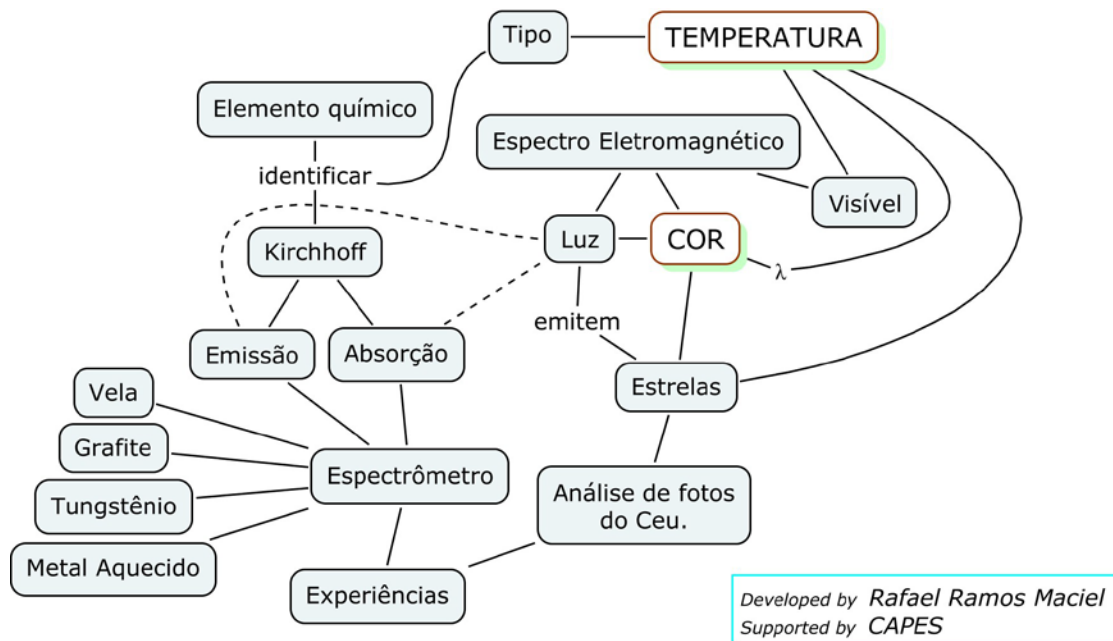 Tipo
TEMPERATURA
Elemento químico
Espectro Eletromagnético
identificar
Visível
Luz
COR
Kirchhoff
λ
emitem
Emissão
Absorção
Estrelas
Vela
Grafite
Espectrômetro
Tungstênio
Análise de fotos
do Ceu.
Metal Aquecido
Experiências
Developed by Rafael Ramos Maciel
Supported by CAPES